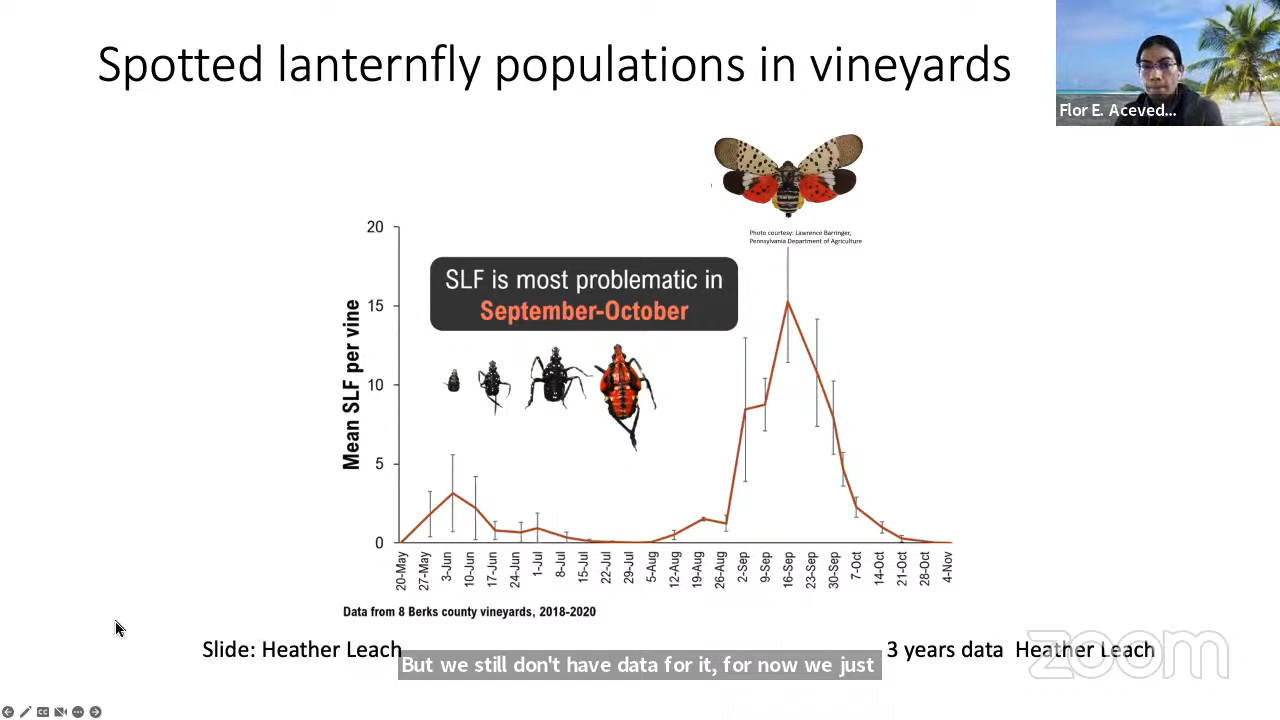 Spotted lanternfly populations in vineyards
Flor E. Aceved...
Photo courtesy: Lawrence Barringer,
Pennsylvania Department of Agriculture
SLF is most problematic in
September-October
Mean SLF per vine
20
15
10
5
0
20-May
27-May
3-Jun
10-Jun
17-Jun
24-Jun
1-Jul
8-Jul
15-Jul
22-Jul
29-Jul
5-Aug
12-Aug
19-Aug
26-Aug
2-Sep
9-Sep
16-Sep
23-Sep
30-Sep
7-Oct
14-Oct
21-Oct
28-Oct
4-Nov
Data from 8 Berks county vineyards, 2018-2020
Slide: Heather Leach
3 years data Heather Leach
zoom
But we still don't have data for it, for now we just
CC